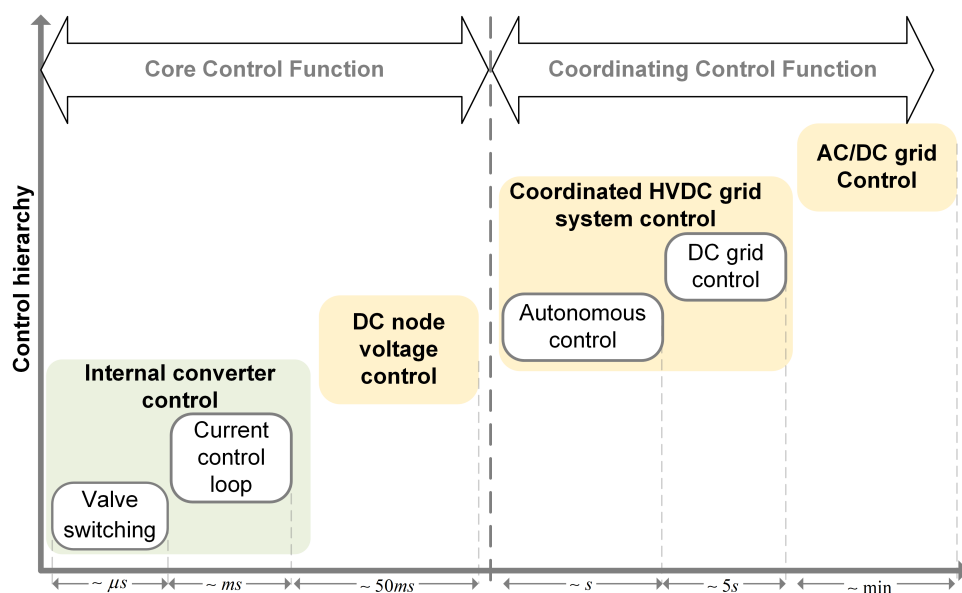 Core Control Function
Coordinating Control Function
Control hierarchy
AC/DC grid
Control
Coordinated HVDC grid
system control
DC grid
control
Autonomous
control
DC node
voltage
control
Internal converter
control
Current
control
loop
Valve
switching
~ μs
~ ms
~ 50ms
~ s
~ 5s
~ min